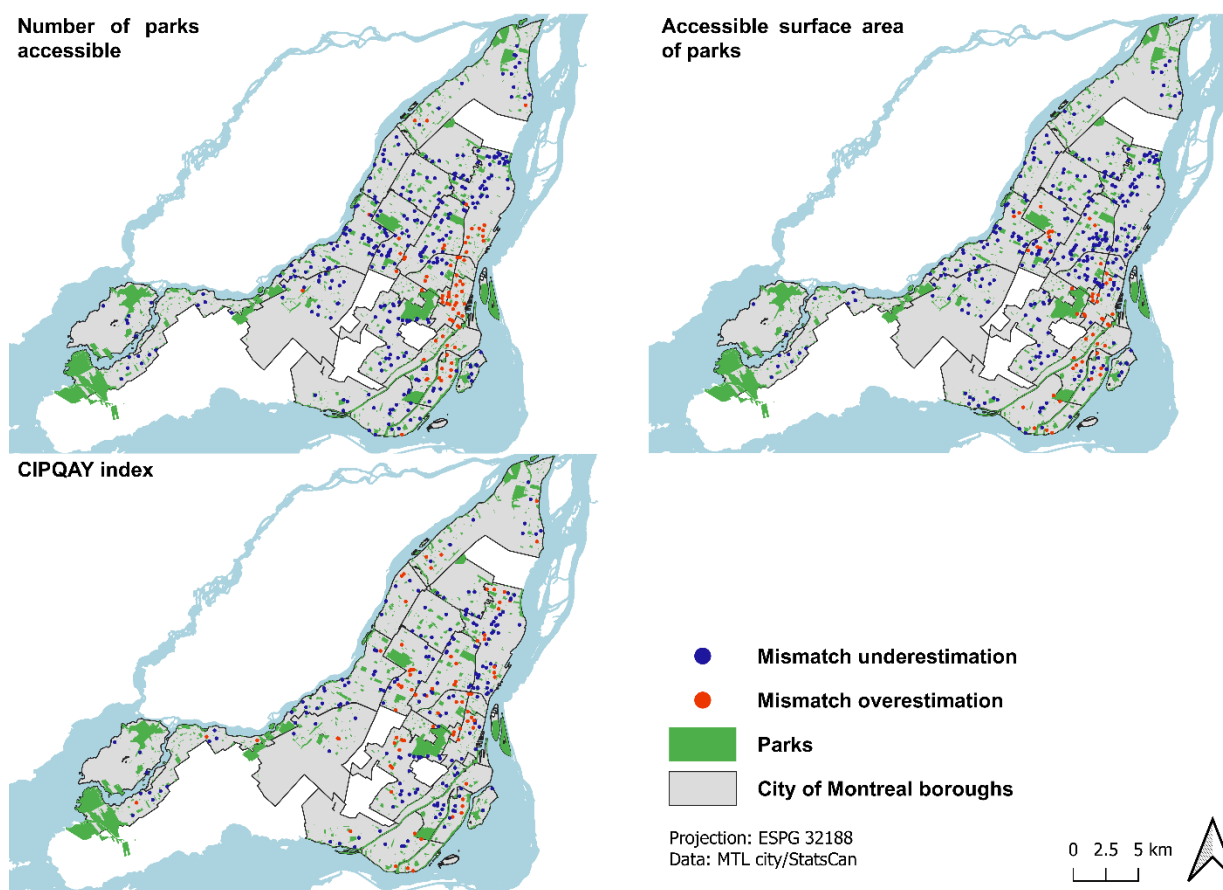 Number of parks
accessible
Accessible surface area
of parks
CIPQAY index
Mismatch underestimation
Mismatch overestimation
Parks
City of Montreal boroughs
Projection: ESPG 32188
Data: MTL city/StatsCan
0 2.5 5 km